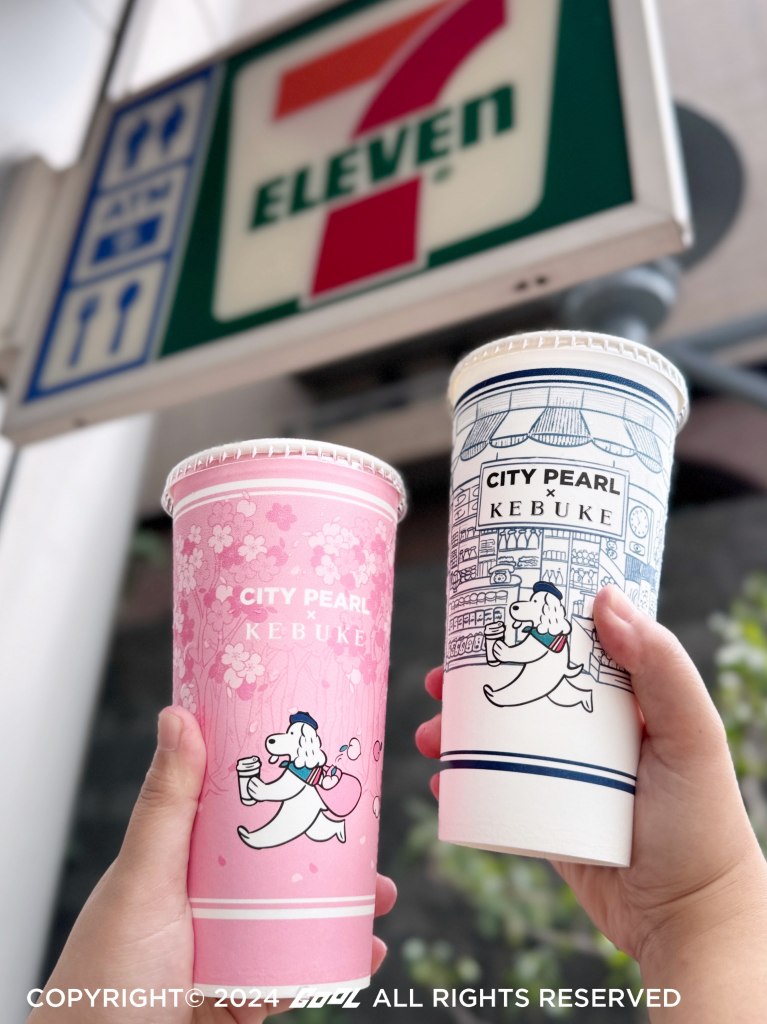 7
ELEVEn
®
ATM
$
CITY PEARL
×
KEBUKE
CITY PEARL
×
KEBUKE
COPYRIGHT© 2024 COOL ALL RIGHTS RESERVED